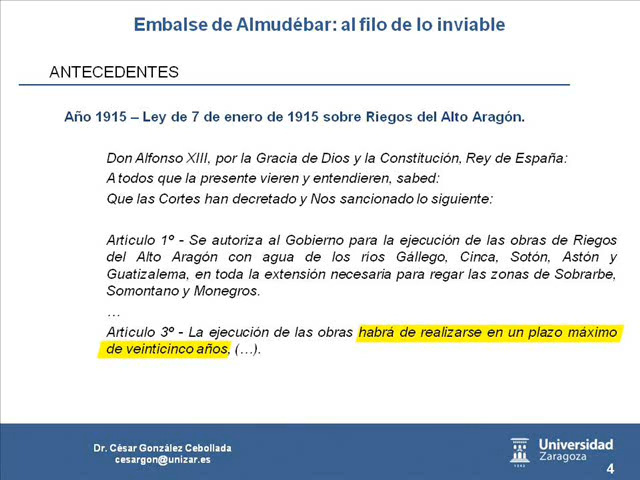 Embalse de Almudébar: al filo de lo inviable
ANTECEDENTES
Año 1915 – Ley de 7 de enero de 1915 sobre Riegos del Alto Aragón.
Don Alfonso XIII, por la Gracia de Dios y la Constitución, Rey de España:
A todos que la presente vieren y entendieren, sabed:
Que las Cortes han decretado y Nos sancionado lo siguiente:
Artículo 1º - Se autoriza al Gobierno para la ejecución de las obras de Riegos
del Alto Aragón con agua de los ríos Gállego, Cinca, Sotón, Astón y
Guatizalema, en toda la extensión necesaria para regar las zonas de Sobrarbe,
Somontano y Monegros.
…
Artículo 3º - La ejecución de las obras habrá de realizarse en un plazo máximo
de veinticinco años, (…).
Dr. César González Cebollada
cesargon@unizar.es
Universidad
Zaragoza
1542
4